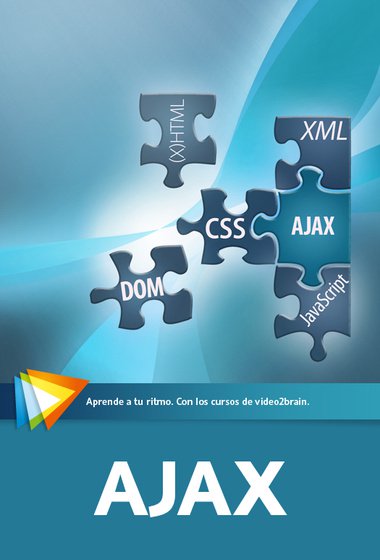 (X)HTML
XML
CSS
AJAX
DOM
JavaScript
Aprende a tu ritmo. Con los cursos de video2brain.
AJAX